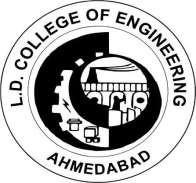 L.D. COLLEGE OF ENGINEERING
AHMEDABAD